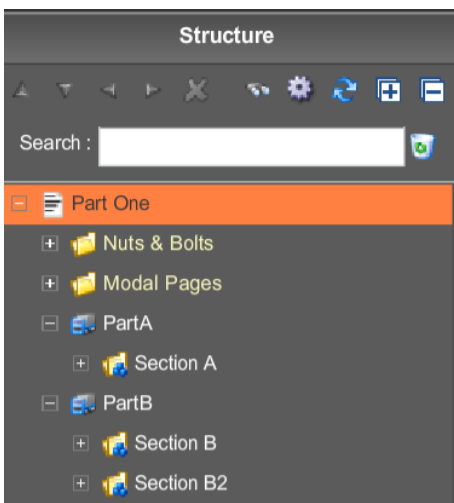 Structure
Search :
Part One
Nuts & Bolts
Modal Pages
PartA
Section A
PartB
Section B
Section B2